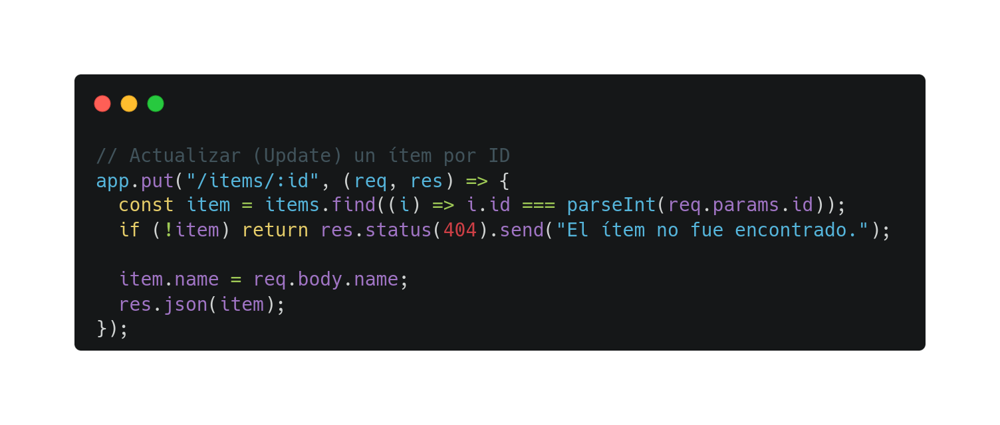 // Actualizar (Update) un ítem por ID
app.put("/items/:id", (req, res) => {
  const item = items.find((i) => i.id === parseInt(req.params.id));
  if (!item) return res.status(404).send("El ítem no fue encontrado.");

  item.name = req.body.name;
  res.json(item);
});